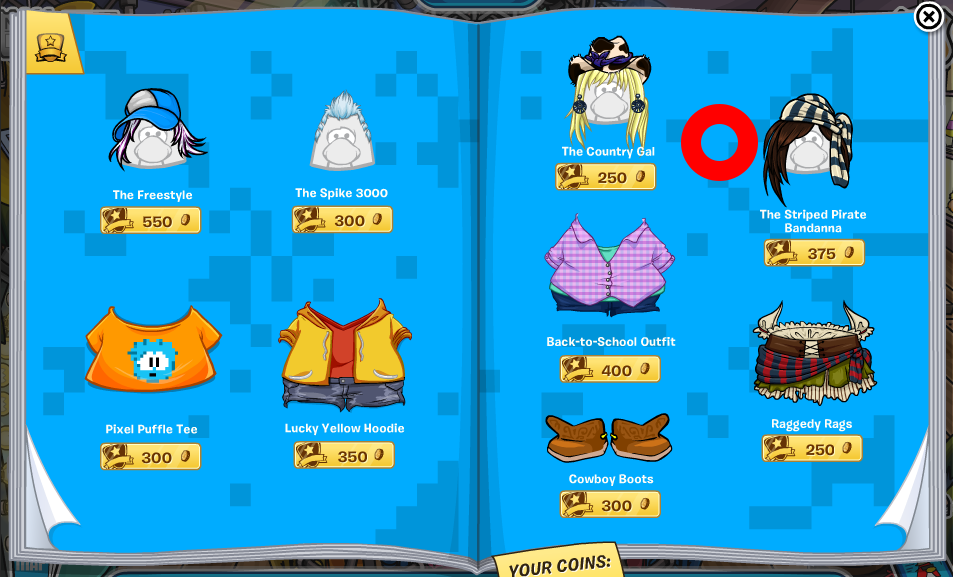 The Freestyle
550
The Spike 3000
300
Pixel Puffle Tee
300
Lucky Yellow Hoodie
350
The Country Gal
250
The Striped Pirate
Bandanna
375
Back-to-School Outfit
400
Raggedy Rags
250
Cowboy Boots
300
YOUR COINS: